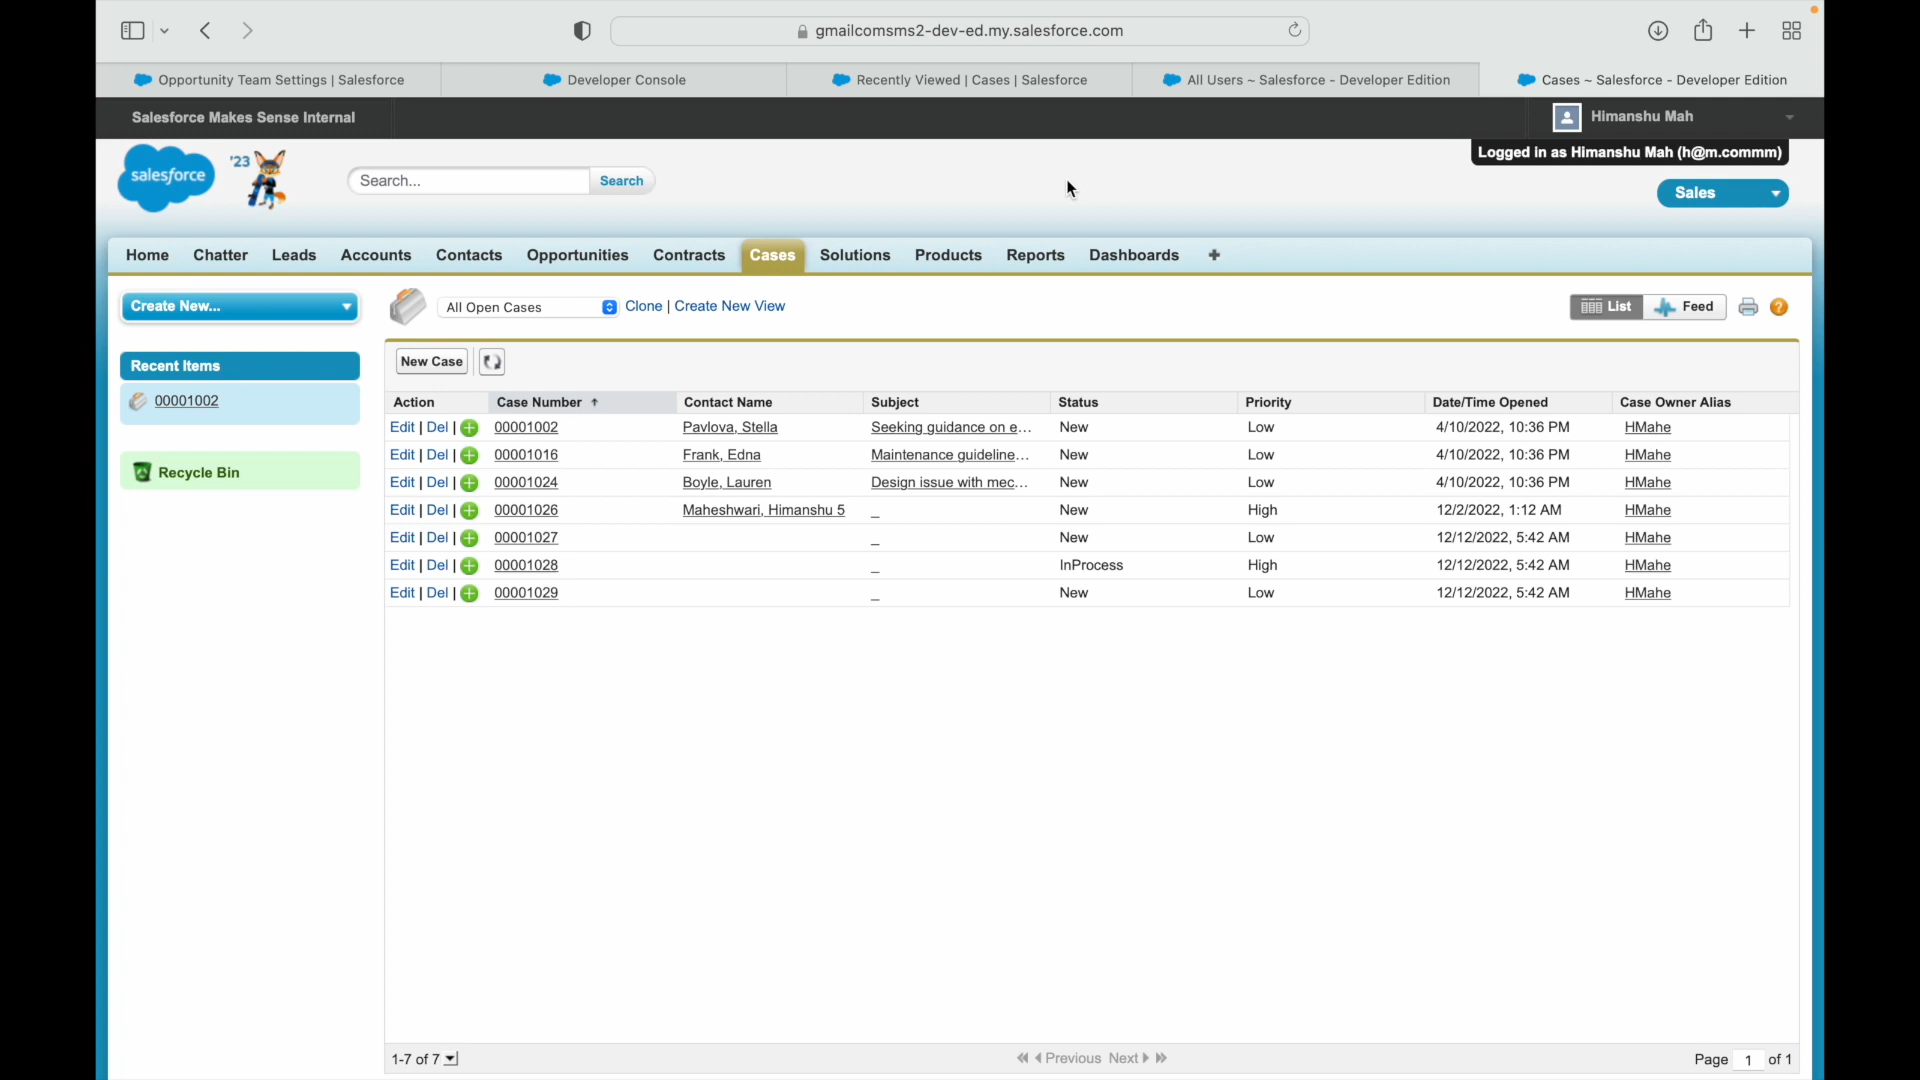 gmailcomsms2-dev-ed.my.salesforce.com
Opportunity Team Settings | Salesforce
Developer Console
Recently Viewed | Cases | Salesforce
All Users ~ Salesforce - Developer Edition
Cases ~ Salesforce - Developer Edition
Salesforce Makes Sense Internal
Himanshu Mah
Logged in as Himanshu Mah (h@m.commm)
salesforce
'23
Search...
Search
Sales
Home Chatter Leads Accounts Contacts Opportunities Contracts Cases Solutions Products Reports Dashboards +
Create New...
Recent Items
00001002
Recycle Bin
All Open Cases
Clone | Create New View
List
Feed
?
New Case
Action Case Number Contact Name Subject Status Priority Date/Time Opened Case Owner Alias
Edit | Del | 00001002 Pavlova, Stella Seeking guidance on e... New Low 4/10/2022, 10:36 PM HMahe
Edit | Del | 00001016 Frank, Edna Maintenance guideline... New Low 4/10/2022, 10:36 PM HMahe
Edit | Del | 00001024 Boyle, Lauren Design issue with mec... New Low 4/10/2022, 10:36 PM HMahe
Edit | Del | 00001026 Maheshwari, Himanshu 5 _ New High 12/2/2022, 1:12 AM HMahe
Edit | Del | 00001027 _ New Low 12/12/2022, 5:42 AM HMahe
Edit | Del | 00001028 _ InProcess High 12/12/2022, 5:42 AM HMahe
Edit | Del | 00001029 _ New Low 12/12/2022, 5:42 AM HMahe
1-7 of 7
Previous Next
Page 1 of 1